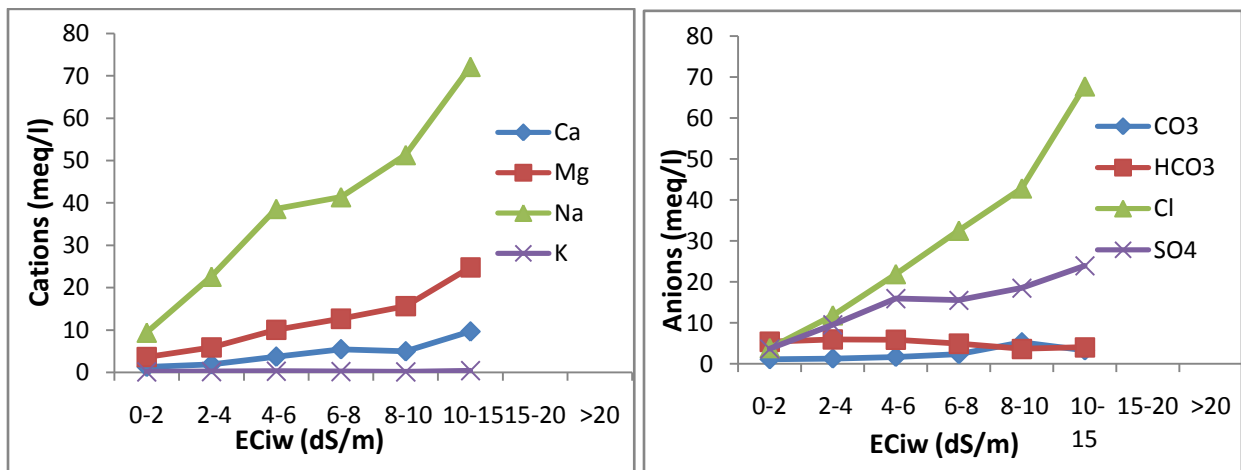 80
70
60
50
40
30
20
10
0
Cations (meq/l)
Ca
Mg
Na
K
0-2 2-4 4-6 6-8 8-10 10-15 15-20 >20
ECiw (dS/m)
80
70
60
50
40
30
20
10
0
Anions (meq/l)
CO3
HCO3
Cl
SO4
0-2 2-4 4-6 6-8 8-10 10- 15-20 >20
15
ECiw (dS/m)